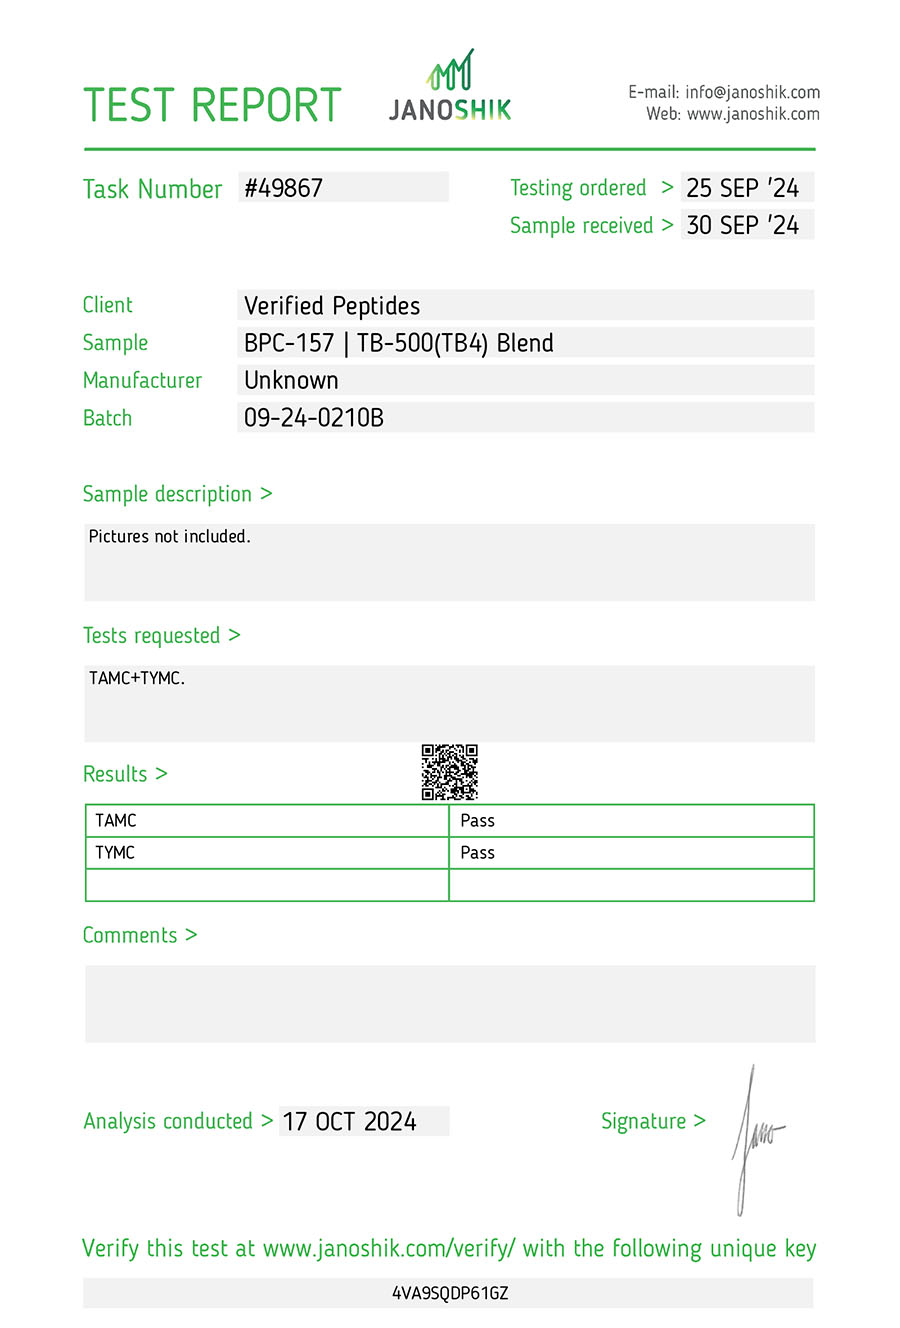 TEST REPORT
JANOSHIK
E-mail: info@janoshik.com
Web: www.janoshik.com
Task Number #49867
Testing ordered > 25 SEP '24
Sample received > 30 SEP '24
Client Verified Peptides
Sample BPC-157 | TB-500(TB4) Blend
Manufacturer Unknown
Batch 09-24-0210B
Sample description >
Pictures not included.
Tests requested >
TAMC+TYMC.
Results >
TAMC Pass
TYMC Pass
Comments >
Analysis conducted > 17 OCT 2024
Signature > Jano
Verify this test at www.janoshik.com/verify/ with the following unique key
4VA9SQDP61GZ